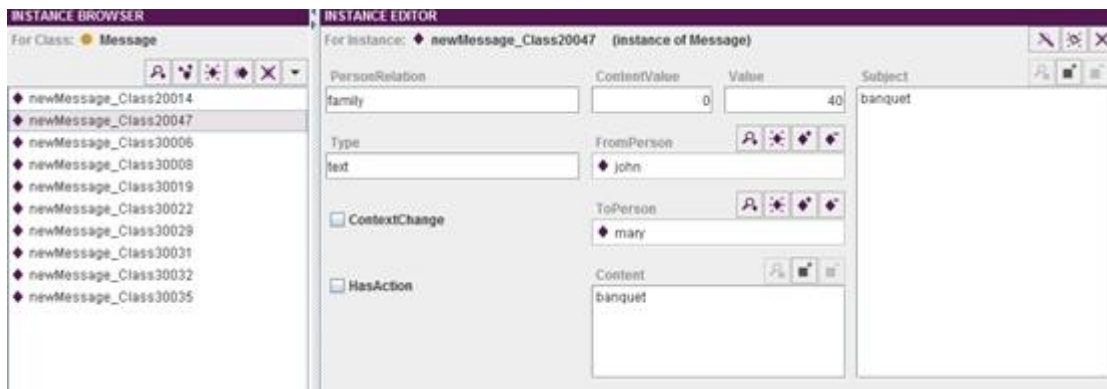 INSTANCE BROWSER
For Class: Message
newMessage_Class20014
newMessage_Class20047
newMessage_Class30006
newMessage_Class30008
newMessage_Class30019
newMessage_Class30022
newMessage_Class30029
newMessage_Class30031
newMessage_Class30032
newMessage_Class30035
INSTANCE EDITOR
For Instance: newMessage_Class20047 (instance of Message)
PersonRelation
family
ContentValue
0
Value
40
Subject
banquet
Type
text
FromPerson
john
ContextChange
ToPerson
mary
HasAction
Content
banquet